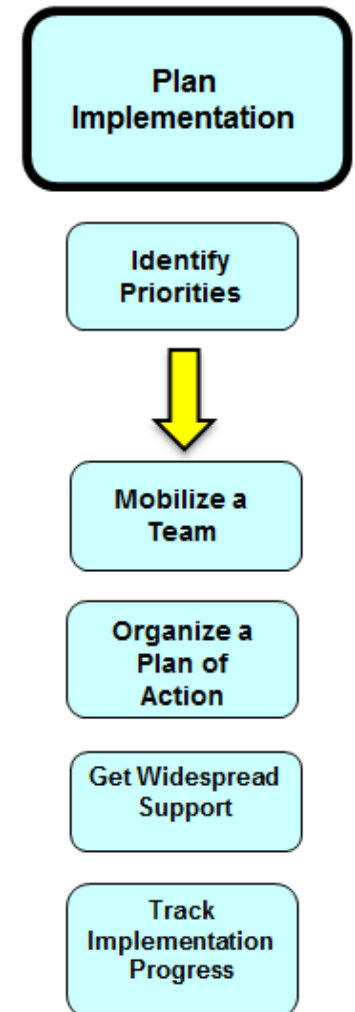 Plan
Implementation
Identify
Priorities
Mobilize a
Team
Organize a
Plan of
Action
Get Widespread
Support
Track
Implementation
Progress